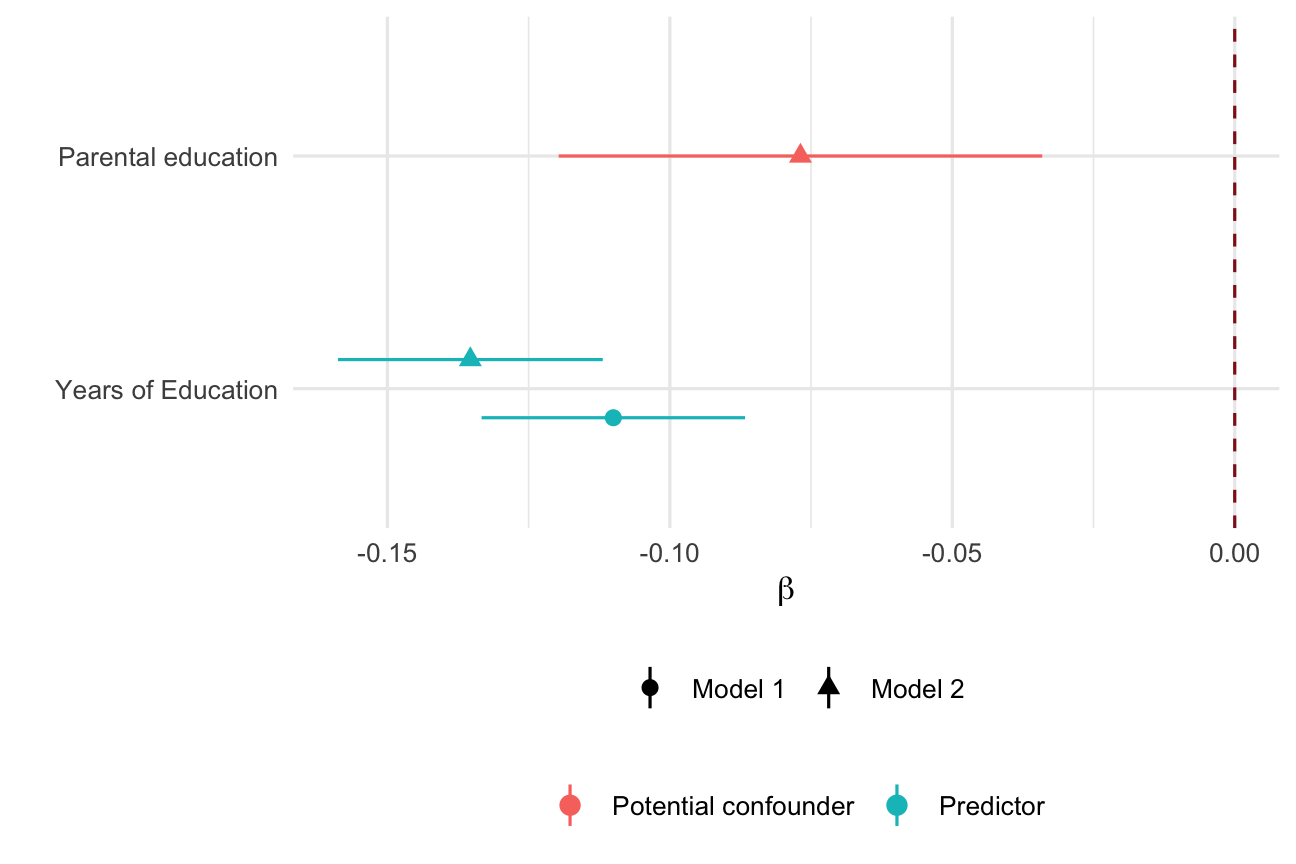 Parental education
Years of Education
-0.15 -0.10 -0.05 0.00
β
Model 1 Model 2
Potential confounder Predictor